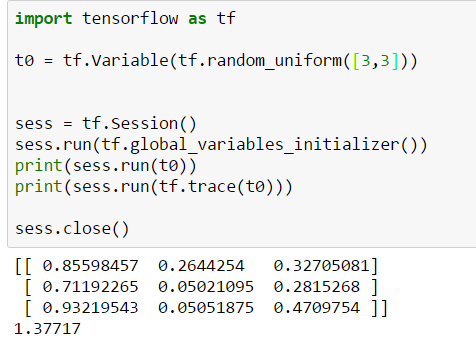 import tensorflow as tf
t0 = tf.Variable(tf.random_uniform([3,3]))
sess = tf.Session()
sess.run(tf.global_variables_initializer())
print(sess.run(t0))
print(sess.run(tf.trace(t0)))
sess.close()
[[ 0.85598457  0.2644254   0.32705081]
 [ 0.71192265  0.05021095  0.2815268 ]
 [ 0.93219543  0.05051875  0.4709754 ]]
1.37717